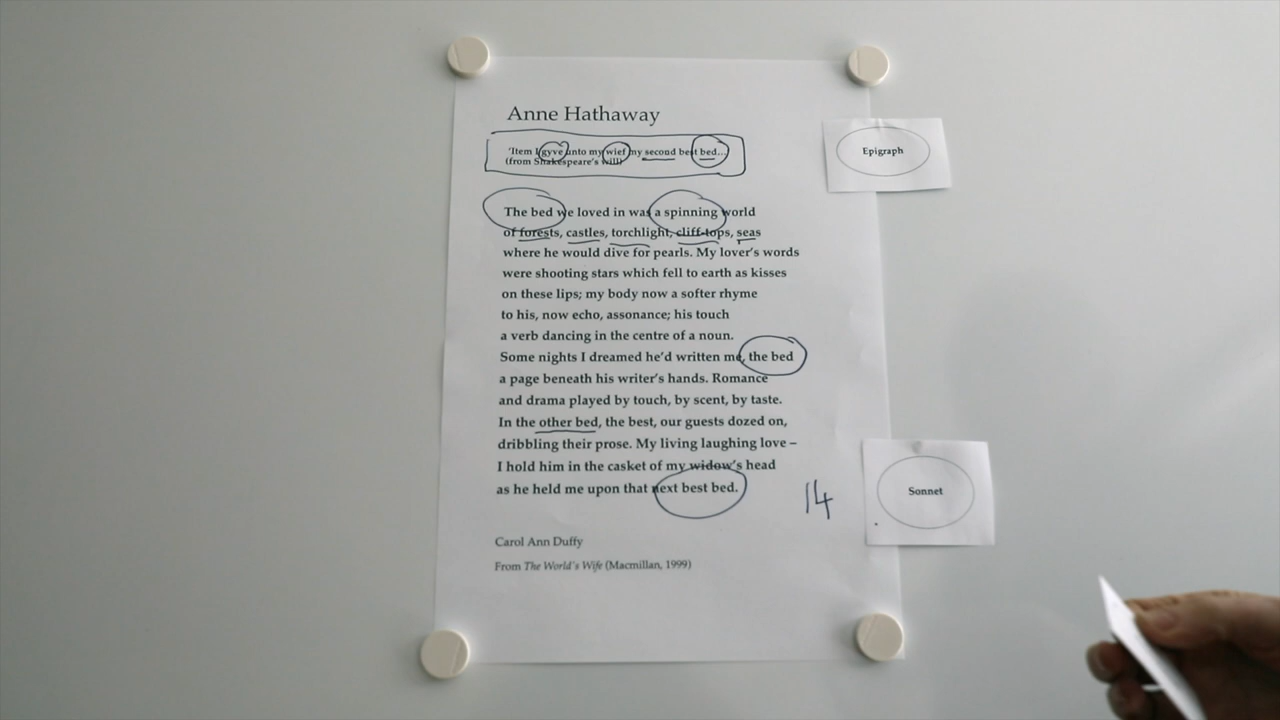 Anne Hathaway
'Item I gyve unto my wief my second best bed...
(from Shakespeare's will)
Epigraph
The bed we loved in was a spinning world
of forests, castles, torchlight, cliff-tops, seas
where he would dive for pearls. My lover's words
were shooting stars which fell to earth as kisses
on these lips; my body now a softer rhyme
to his, now echo, assonance; his touch
a verb dancing in the centre of a noun.
Some nights I dreamed he'd written me, the bed
a page beneath his writer's hands. Romance
and drama played by touch, by scent, by taste.
In the other bed, the best, our guests dozed on,
dribbling their prose. My living laughing love –
I hold him in the casket of my widow's head
as he held me upon that next best bed.
14
Sonnet
Carol Ann Duffy
From The World's Wife (Macmillan, 1999)